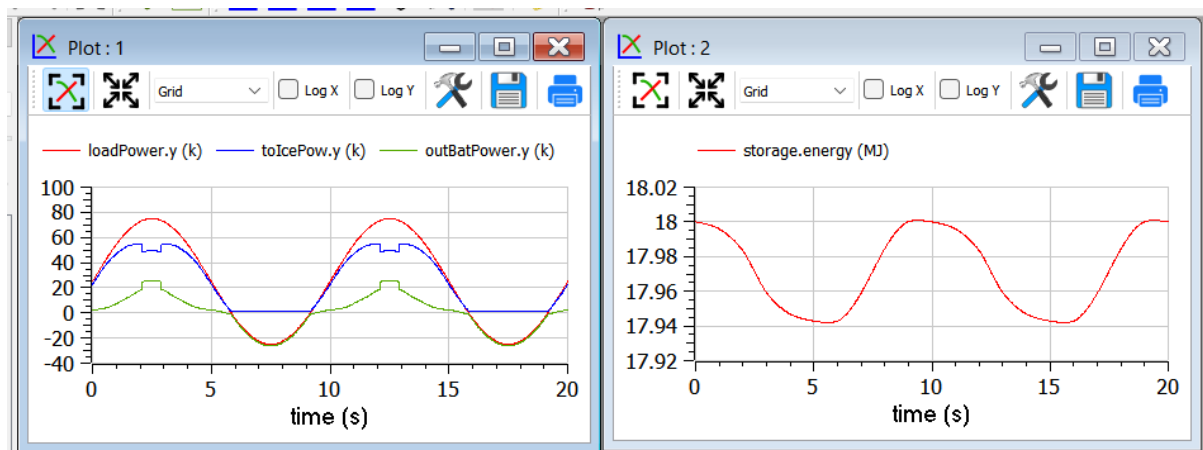 Plot : 1
Grid
Log X
Log Y
loadPower.y (k)
toIcePow.y (k)
outBatPower.y (k)
100
80
60
40
20
0
-20
-40
0
5
10
15
20
time (s)
Plot : 2
Grid
Log X
Log Y
storage.energy (MJ)
18.02
18
17.98
17.96
17.94
17.92
0
5
10
15
20
time (s)